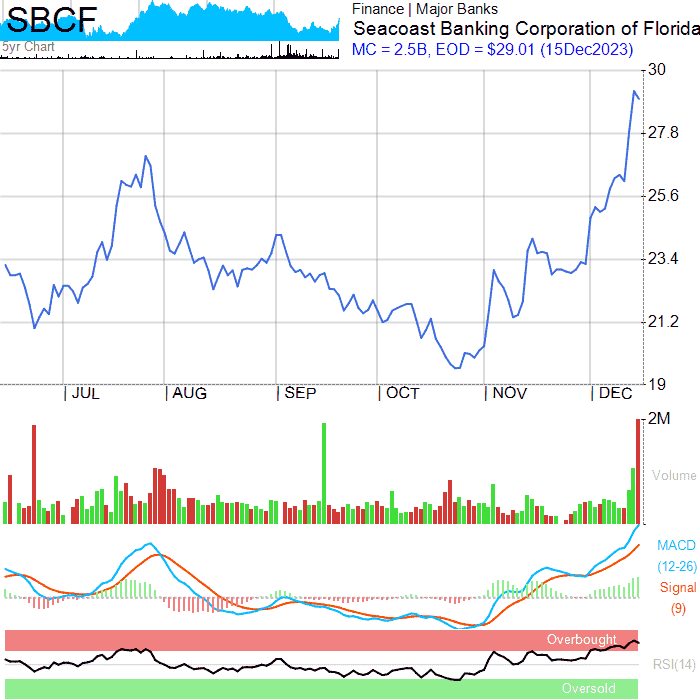 SBCF
5yr Chart
Finance | Major Banks
Seacoast Banking Corporation of Florida
MC = 2.5B, EOD = $29.01 (15Dec2023)
30
27.8
25.6
23.4
21.2
19
| JUL | AUG | SEP | OCT | NOV | DEC
2M
Volume
MACD
(12-26)
Signal
(9)
Overbought
RSI(14)
Oversold